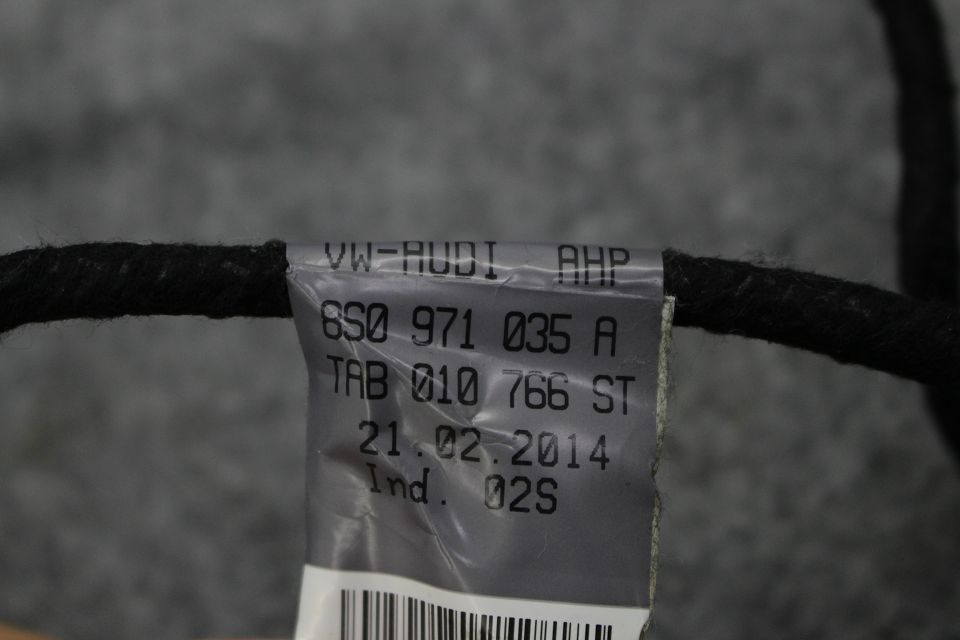 VW-AUDI AHP
8S0 971 035 A
TAB 010 766 ST
21.02.2014
Ind. 02S